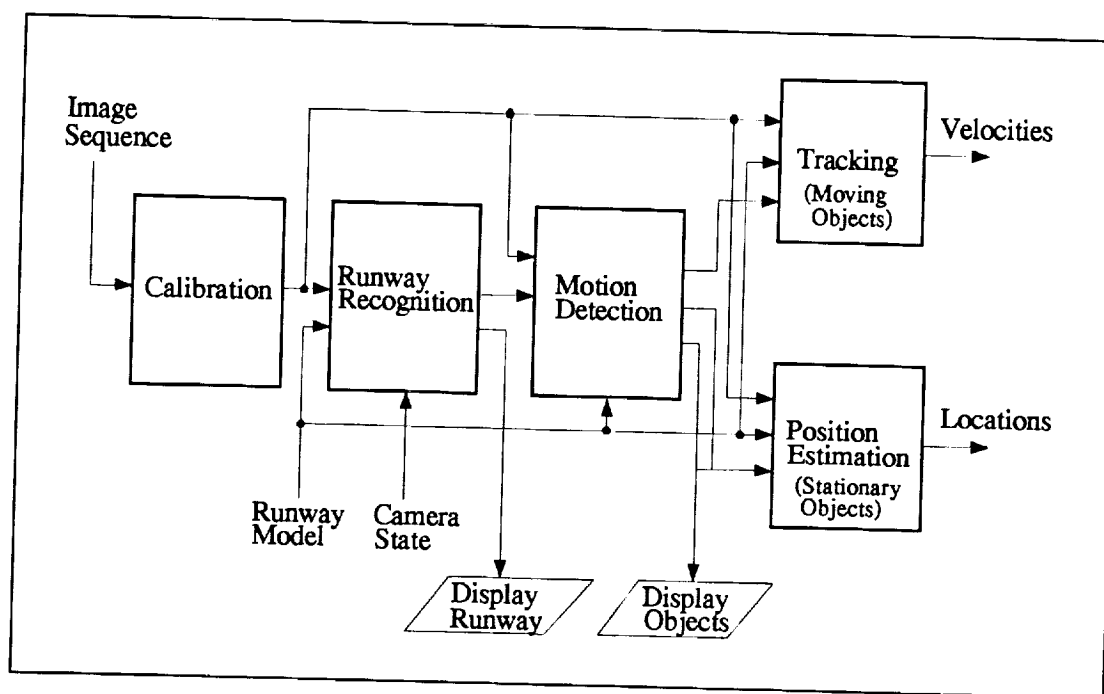 Image
Sequence
Calibration
Runway
Recognition
Motion
Detection
Tracking
(Moving
Objects)
Velocities
Position
Estimation
(Stationary
Objects)
Locations
Runway
Model
Camera
State
Display
Runway
Display
Objects